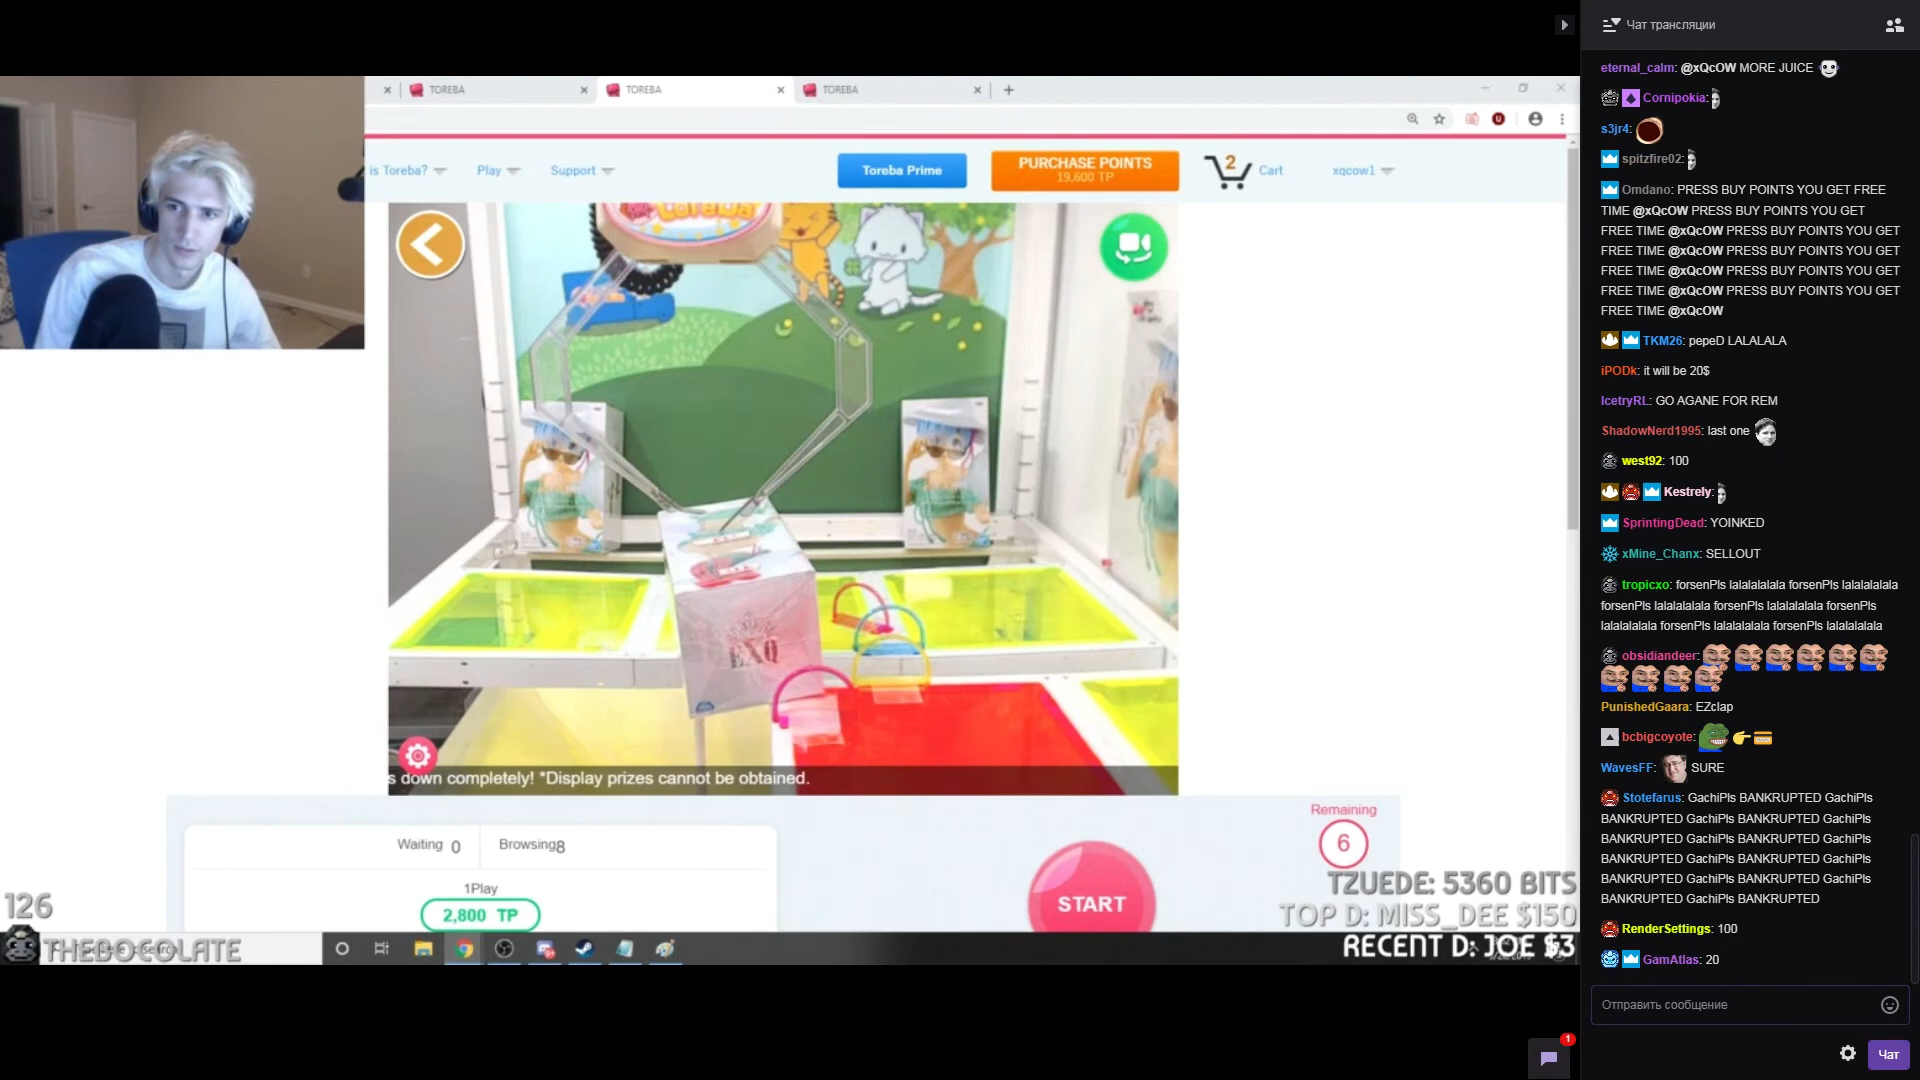 TOREBA
TOREBA
TOREBA
is Toreba?
Play
Support
Toreba Prime
PURCHASE POINTS
19,600 TP
2
Cart
xqcow1
toreba
EXQ
s down completely! *Display prizes cannot be obtained.
Waiting 0
Browsing8
1Play
2,800 TP
START
Remaining
6
126
THEBOCOLATE
TZUEDE: 5360 BITS
TOP D: MISS_DEE $150
RECENT D: JOE $3
Чат трансляции
eternal_calm: @xQcOW MORE JUICE
Cornipokia:
s3jr4:
spitzfire02:
Omdano: PRESS BUY POINTS YOU GET FREE
TIME @xQcOW PRESS BUY POINTS YOU GET
FREE TIME @xQcOW PRESS BUY POINTS YOU GET
FREE TIME @xQcOW PRESS BUY POINTS YOU GET
FREE TIME @xQcOW PRESS BUY POINTS YOU GET
FREE TIME @xQcOW PRESS BUY POINTS YOU GET
FREE TIME @xQcOW
TKM26: pepeD LALALALA
iPODk: it will be 20$
IcetryRL: GO AGANE FOR REM
ShadowNerd1995: last one
west92: 100
Kestrely:
SprintingDead: YOINKED
xMine_Chanx: SELLOUT
tropicxo: forsenPls lalalalalala forsenPls lalalalala
forsenPls lalalalalala forsenPls lalalalalala forsenPls
lalalalalala forsenPls lalalalalala forsenPls lalalalalala
obsidiandeer:
PunishedGaara: EZclap
bcbigcoyote:
WavesFF: SURE
Stotefarus: GachiPls BANKRUPTED GachiPls
BANKRUPTED GachiPls BANKRUPTED GachiPls
BANKRUPTED GachiPls BANKRUPTED GachiPls
BANKRUPTED GachiPls BANKRUPTED GachiPls
BANKRUPTED GachiPls BANKRUPTED GachiPls
BANKRUPTED GachiPls BANKRUPTED
RenderSettings: 100
GamAtlas: 20
Отправить сообщение
1
Чат